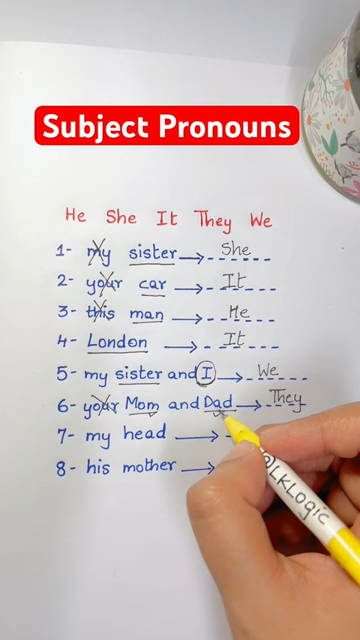 Subject Pronouns
He She It They We
1- my sister → She
2- your car → It
3- this man → He
4- London → It
5- my sister and I → We
6- your Mom and Dad → They
7- my head →
8- his mother →
@LKLogic